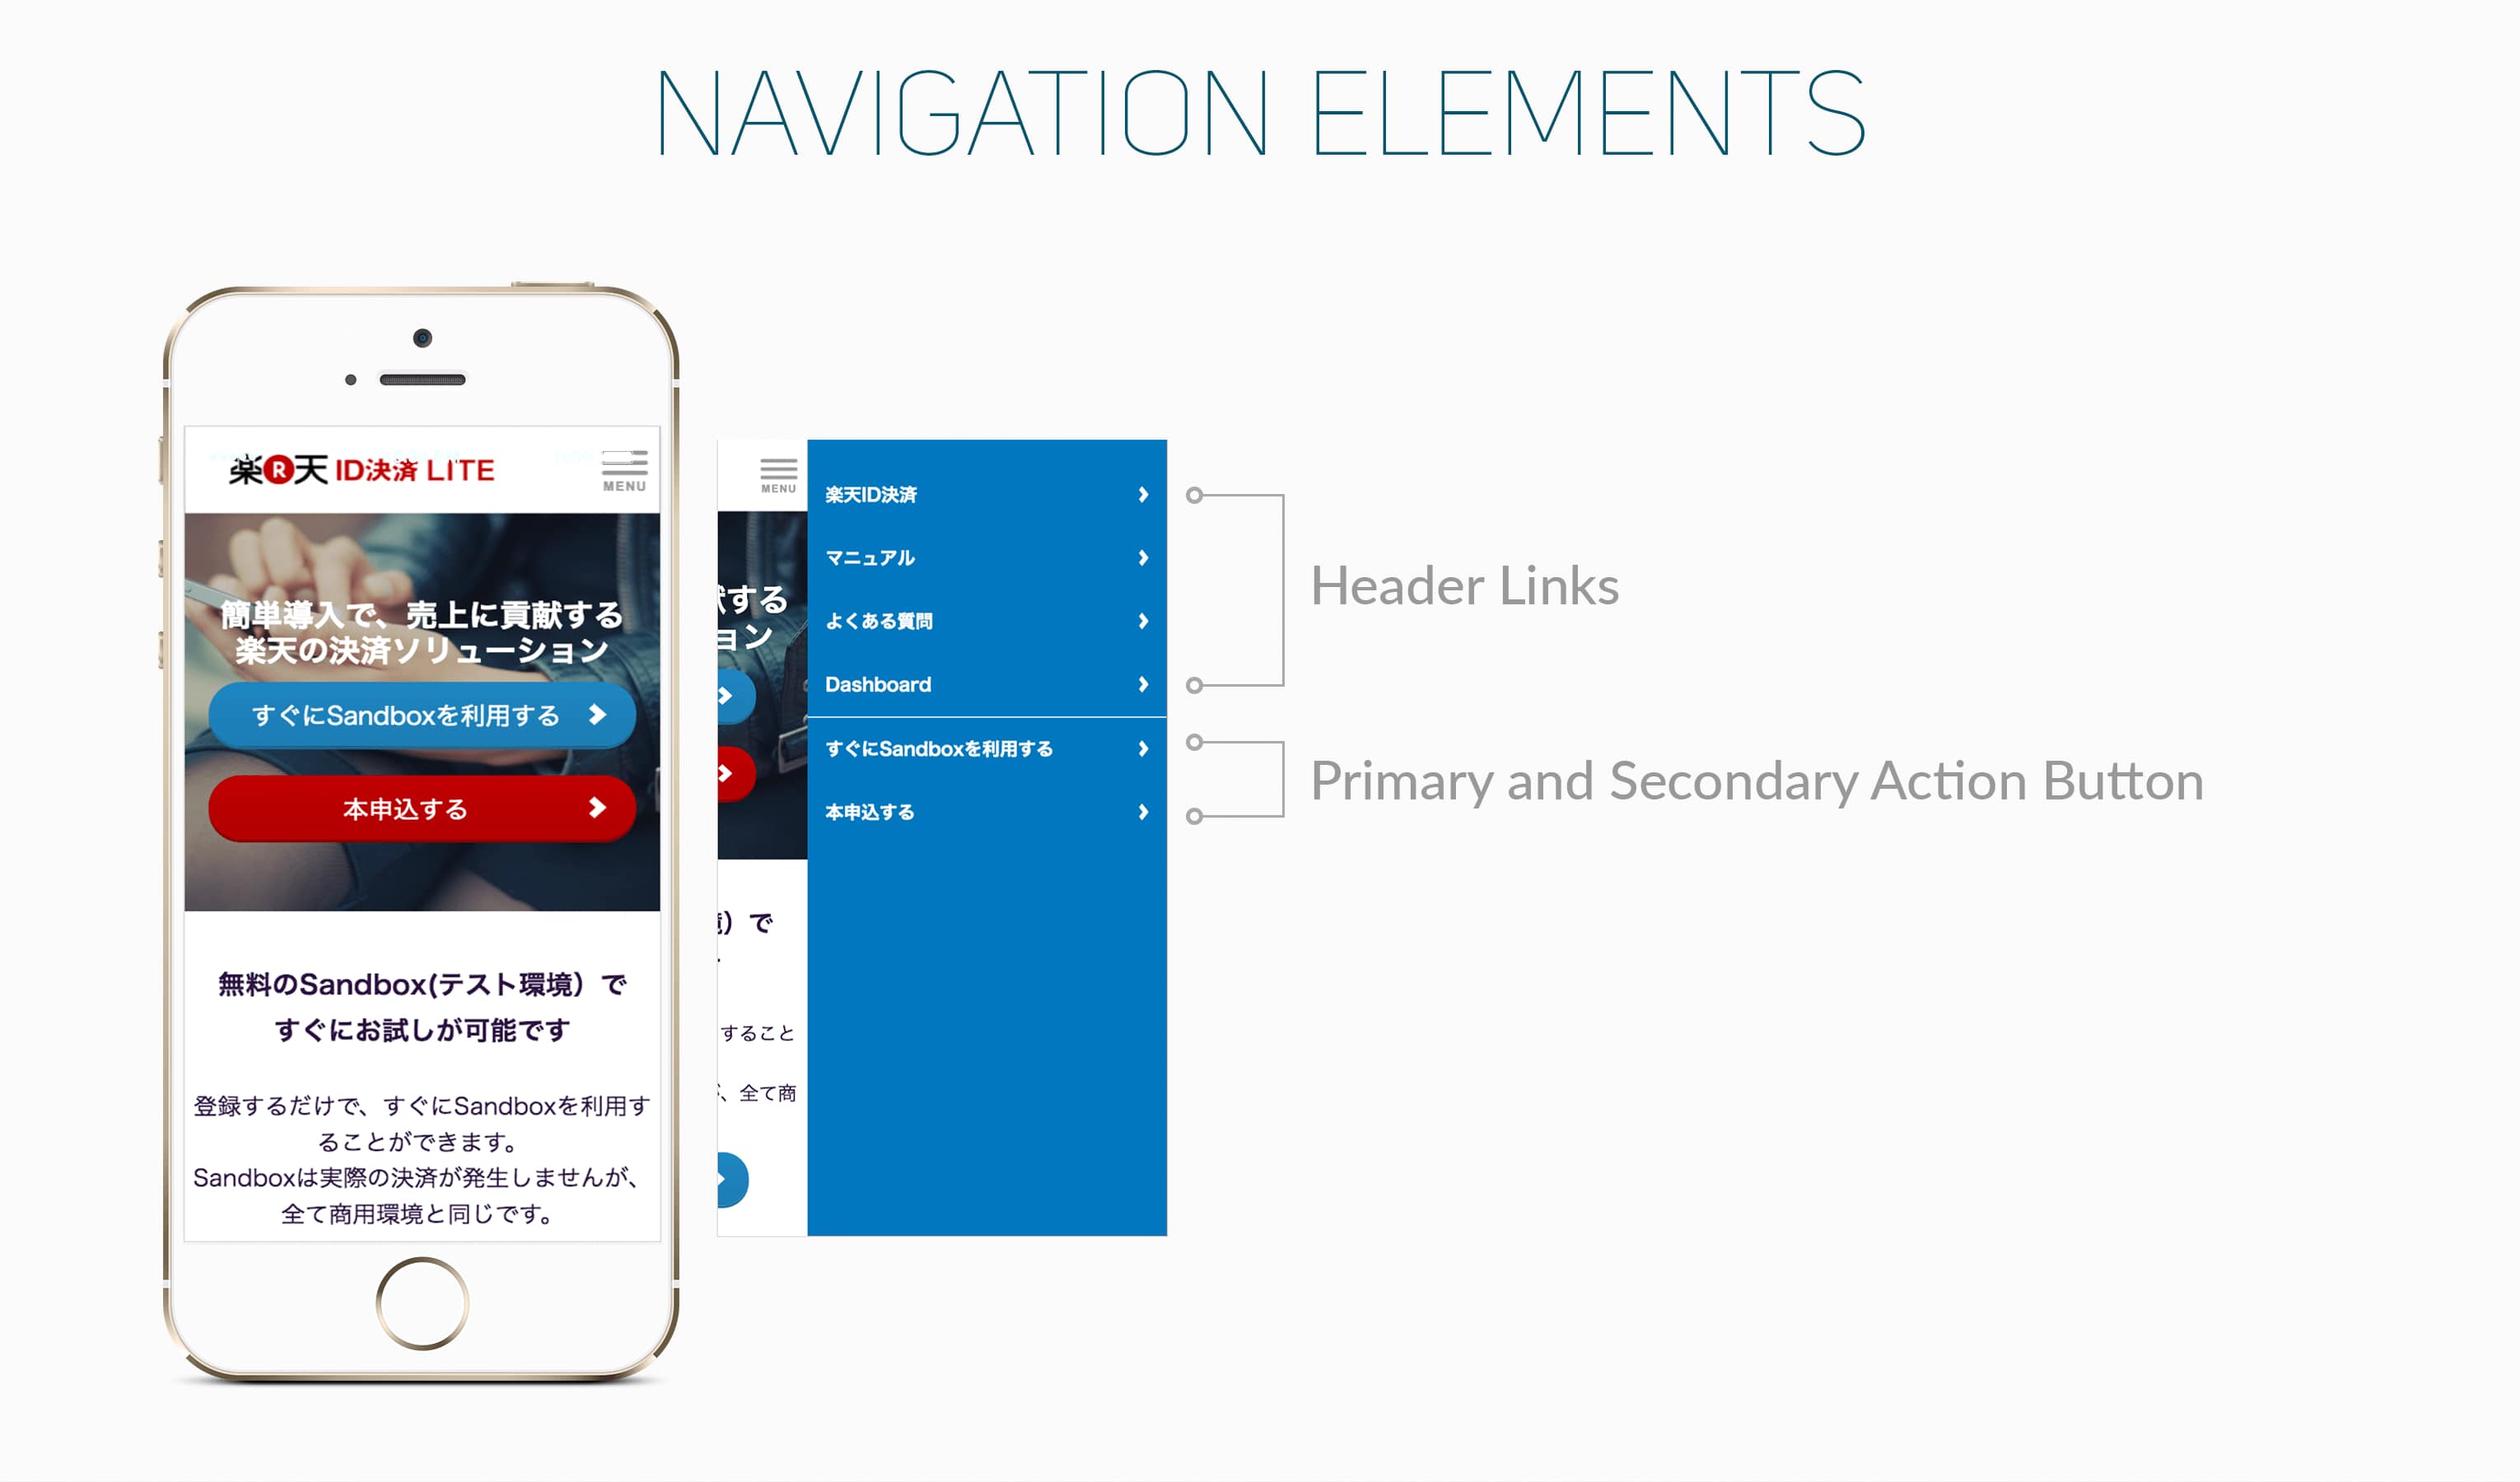 NAVIGATION ELEMENTS
楽R天 ID決済 LITE
MENU
簡単導入で、売上に貢献する
楽天の決済ソリューション
すぐにSandboxを利用する
本申込する
無料のSandbox(テスト環境）で
すぐにお試しが可能です
登録するだけで、すぐにSandboxを利用す
ることができます。
Sandboxは実際の決済が発生しませんが、
全て商用環境と同じです。
MENU
する
ョン
）で
すること
、全て商
楽天ID決済
マニュアル
よくある質問
Dashboard
すぐにSandboxを利用する
本申込する
Header Links
Primary and Secondary Action Button